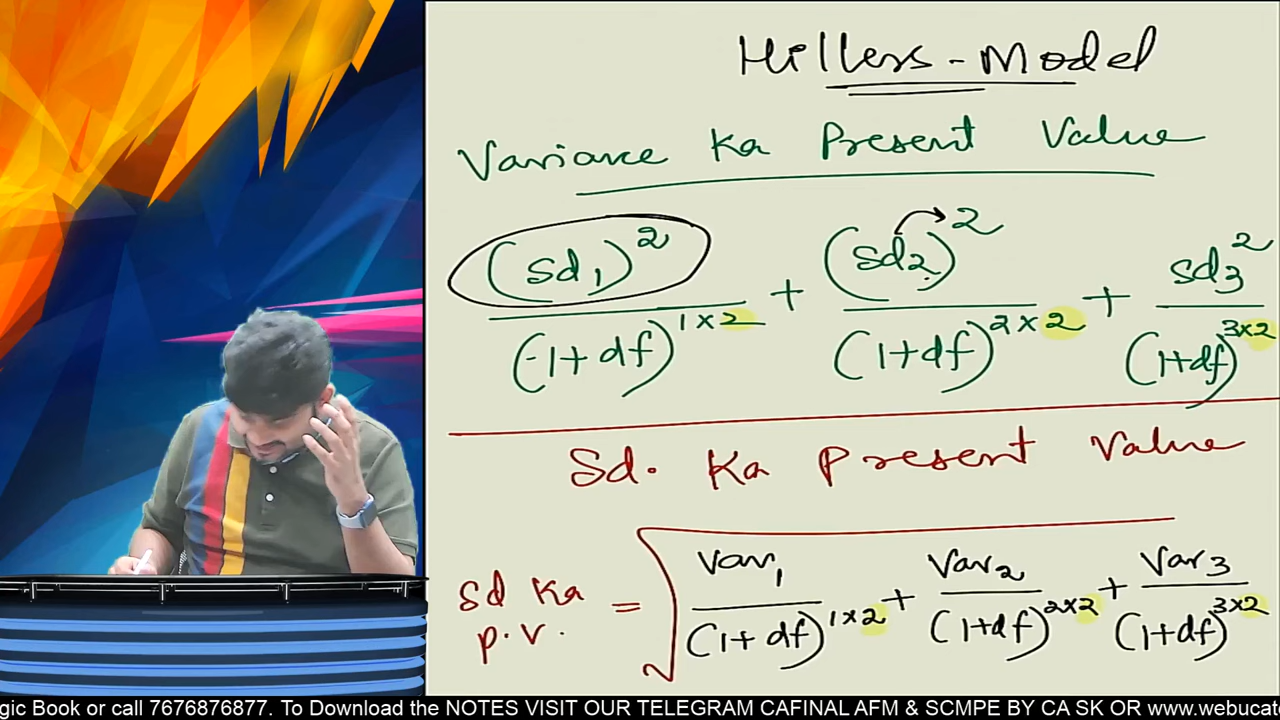 Hillers - Model
Variance Ka Present Value
(sd₁)² / (1+df)^1×2 + (sd2)² / (1+df)^2×2 + sd3² / (1+df)^3×2
Sd. Ka Present Value
Sd Ka P.V. = √ Var₁ / (1+df)^1×2 + Var2 / (1+df)^2×2 + Var3 / (1+df)^3×2
gic Book or call 7676876877. To Download the NOTES VISIT OUR TELEGRAM CAFINAL AFM & SCMPE BY CA SK OR www.webucat